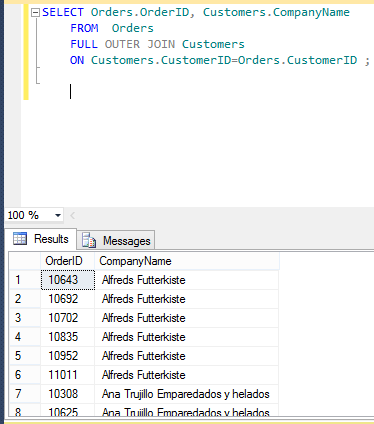 SELECT Orders.OrderID, Customers.CompanyName
FROM Orders
FULL OUTER JOIN Customers
ON Customers.CustomerID=Orders.CustomerID ;
100 %
Results Messages
OrderID CompanyName
1 10643 Alfreds Futterkiste
2 10692 Alfreds Futterkiste
3 10702 Alfreds Futterkiste
4 10835 Alfreds Futterkiste
5 10952 Alfreds Futterkiste
6 11011 Alfreds Futterkiste
7 10308 Ana Trujillo Emparedados y helados
8 10625 Ana Trujillo Emparedados y helados